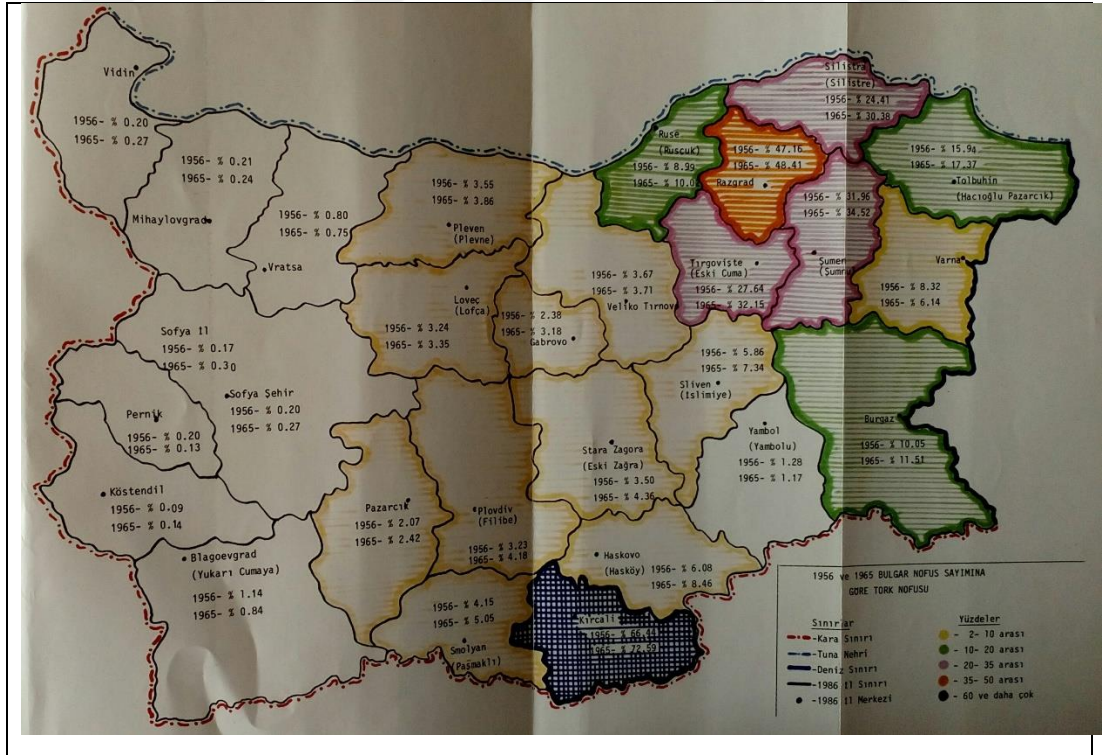 Vidin
1956- % 0.20
1965- % 0.27
1956- % 0.21
1965- % 0.24
Mihaylovgrad
1956- % 0.80
1965- % 0.75
Vratsa
1956- % 3.55
1965- % 3.86
Pleven
(Plevne)
Loveç
(Lofça)
1956- % 3.24
1965- % 3.35
1956- % 2.38
1965- % 3.18
Gabrovo
1956- % 3.67
1965- % 3.71
Veliko Tırnovo
Ruse
(Rusçuk)
1956- % 8.99
1965- % 10.02
1956- % 47.16
1965- % 48.41
Razgrad
Silistra
(Silistre)
1956- % 24.41
1965- % 30.38
1956- % 15.94
1965- % 17.37
Tolbuhin
(Hacıoğlu Pazarcık)
Tırgovişte
(Eski Cuma)
1956- % 27.64
1965- % 32.15
1956- % 31.96
1965- % 34.52
Şumen
(Şumnu)
Varna
1956- % 8.32
1965- % 6.14
Sofya İl
1956- % 0.17
1965- % 0.30
Sofya Şehir
1956- % 0.20
1965- % 0.27
Pernik
1956- % 0.20
1965- % 0.13
Köstendil
1956- % 0.09
1965- % 0.14
Blagoevgrad
(Yukarı Cumaya)
1956- % 1.14
1965- % 0.84
Pazarcık
1956- % 2.07
1965- % 2.42
Plovdiv
(Filibe)
1956- % 3.23
1965- % 4.18
Stara Zagora
(Eski Zağra)
1956- % 3.50
1965- % 4.36
1956- % 5.86
1965- % 7.34
Sliven
(İslimiye)
Yambol
(Yambolu)
1956- % 1.28
1965- % 1.17
Burgaz
1956- % 10.05
1965- % 11.51
Haskovo
(Hasköy) 1956- % 6.08
1965- % 8.46
1956- % 4.15
1965- % 5.05
Smolyan
(Paşmaklı)
Kırcali
1956- % 66.44
1965- % 72.59
1956 ve 1965 BULGAR NÜFUS SAYIMINA
GÖRE TÜRK NÜFUSU
Sınırlar
-Kara Sınırı
-Tuna Nehri
-Deniz Sınırı
-1986 İl Sınırı
-1986 İl Merkezi
Yüzdeler
- 2- 10 arası
- 10- 20 arası
- 20- 35 arası
- 35- 50 arası
- 60 ve daha çok